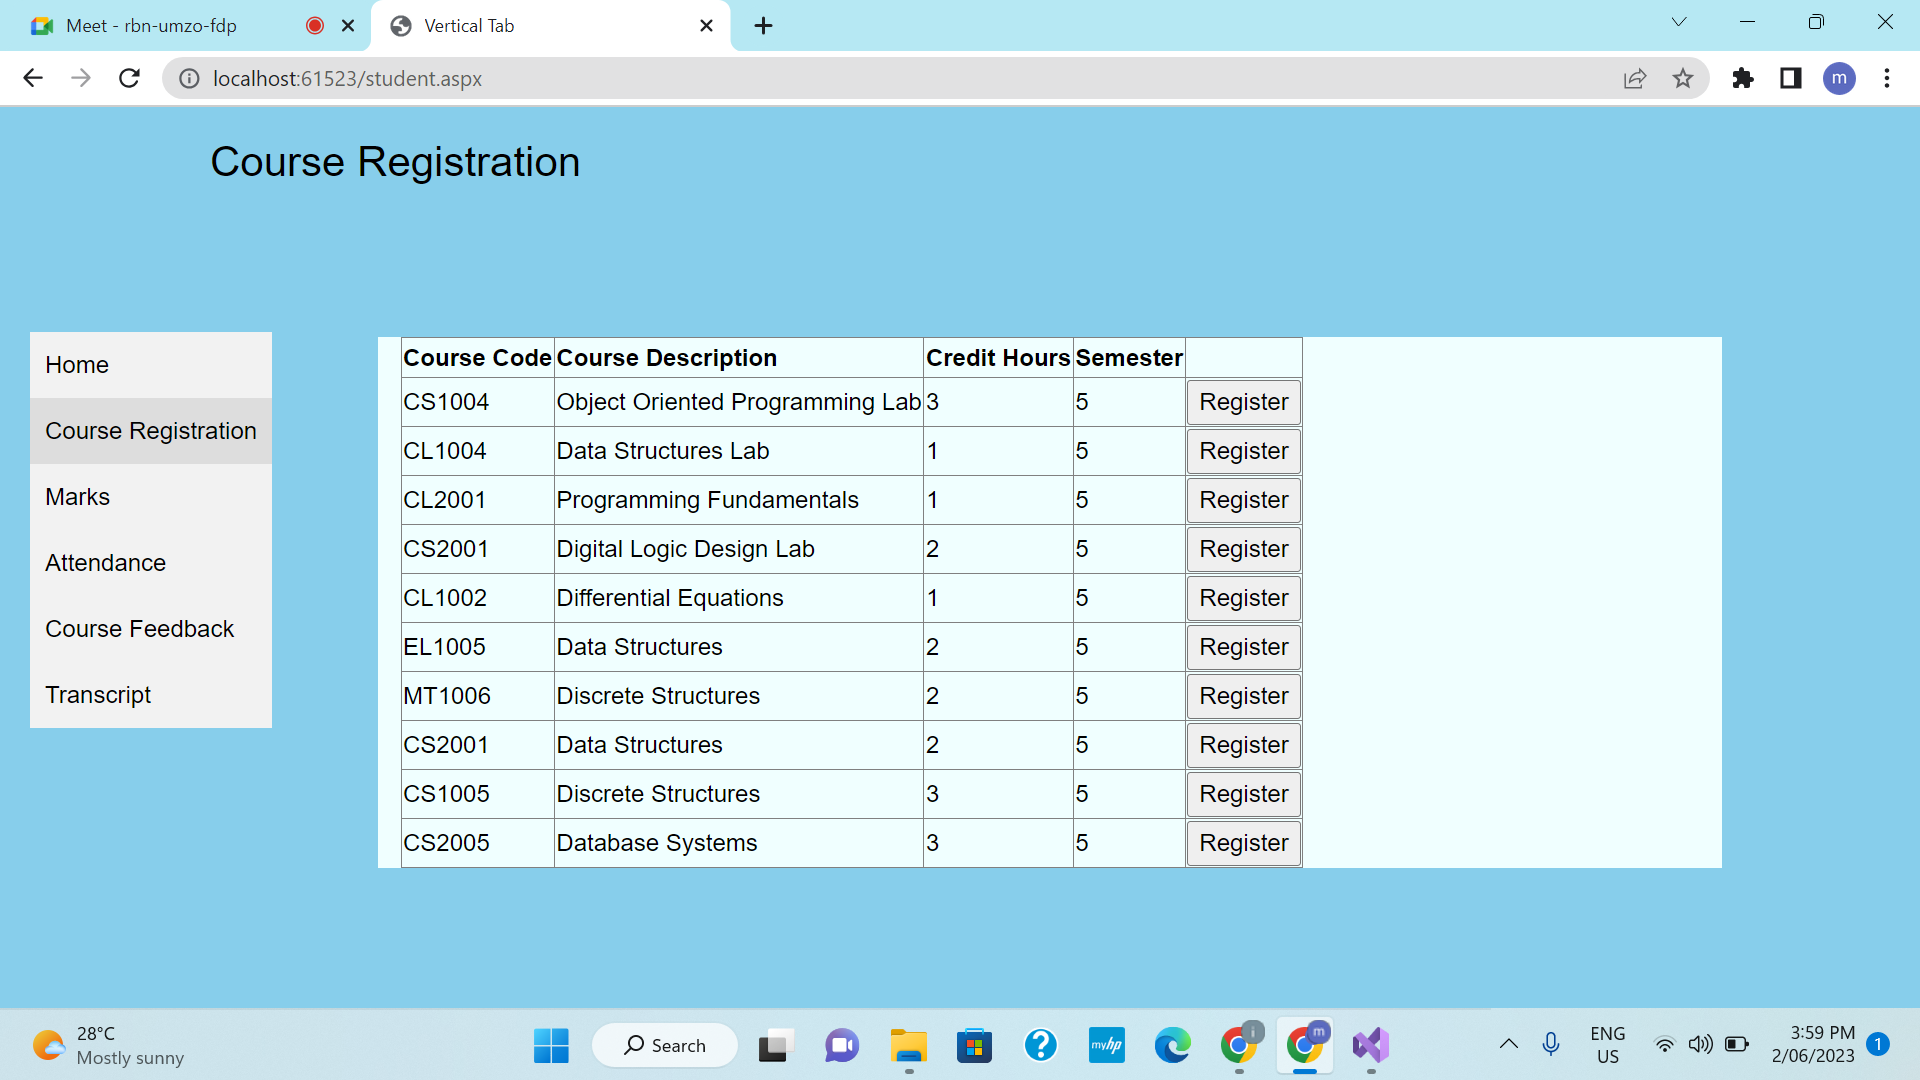 Meet - rbn-umzo-fdp
Vertical Tab
localhost:61523/student.aspx
m
Course Registration
Home
Course Registration
Marks
Attendance
Course Feedback
Transcript
Course Code Course Description Credit Hours Semester
CS1004 Object Oriented Programming Lab 3 5 Register
CL1004 Data Structures Lab 1 5 Register
CL2001 Programming Fundamentals 1 5 Register
CS2001 Digital Logic Design Lab 2 5 Register
CL1002 Differential Equations 1 5 Register
EL1005 Data Structures 2 5 Register
MT1006 Discrete Structures 2 5 Register
CS2001 Data Structures 2 5 Register
CS1005 Discrete Structures 3 5 Register
CS2005 Database Systems 3 5 Register
28°C
Mostly sunny
Search
?
myhp
i
m
ENG
US
3:59 PM
2/06/2023
1